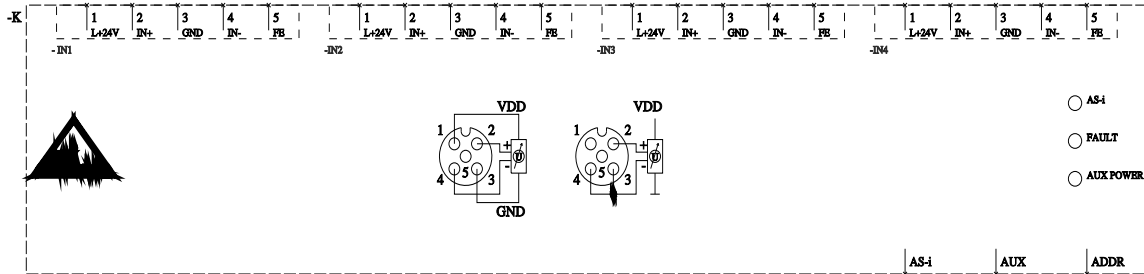 -K 1 2 3 4 5 1 2 3 4 5 1 2 3 4 5 1 2 3 4 5
L+24V IN+ GND IN- FE L+24V IN+ GND IN- FE L+24V IN+ GND IN- FE L+24V IN+ GND IN- FE
- IN1 -IN2 -IN3 -IN4
AS-i
VDD VDD
1 2 1 2
FAULT
+ U +  U
- -
5 5
4 3 4 3
AUX POWER
GND
AS-i AUX ADDR